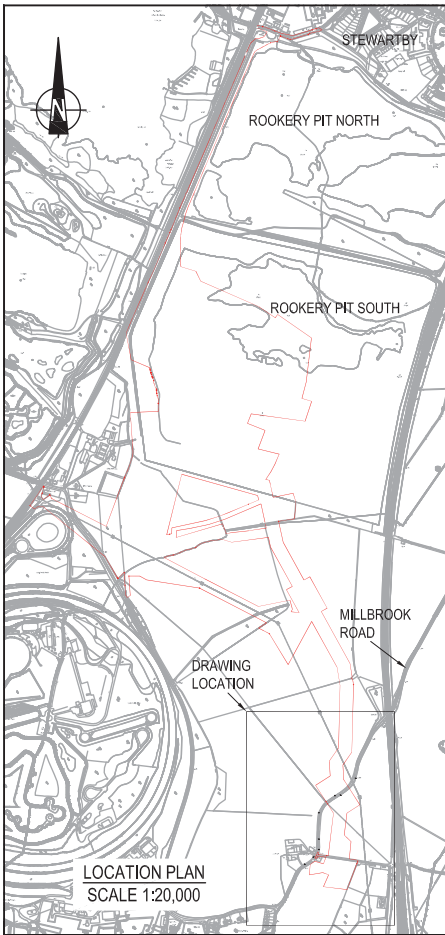 STEWARTBY
N
ROOKERY PIT NORTH
ROOKERY PIT SOUTH
MILLBROOK
ROAD
DRAWING
LOCATION
LOCATION PLAN
SCALE 1:20,000